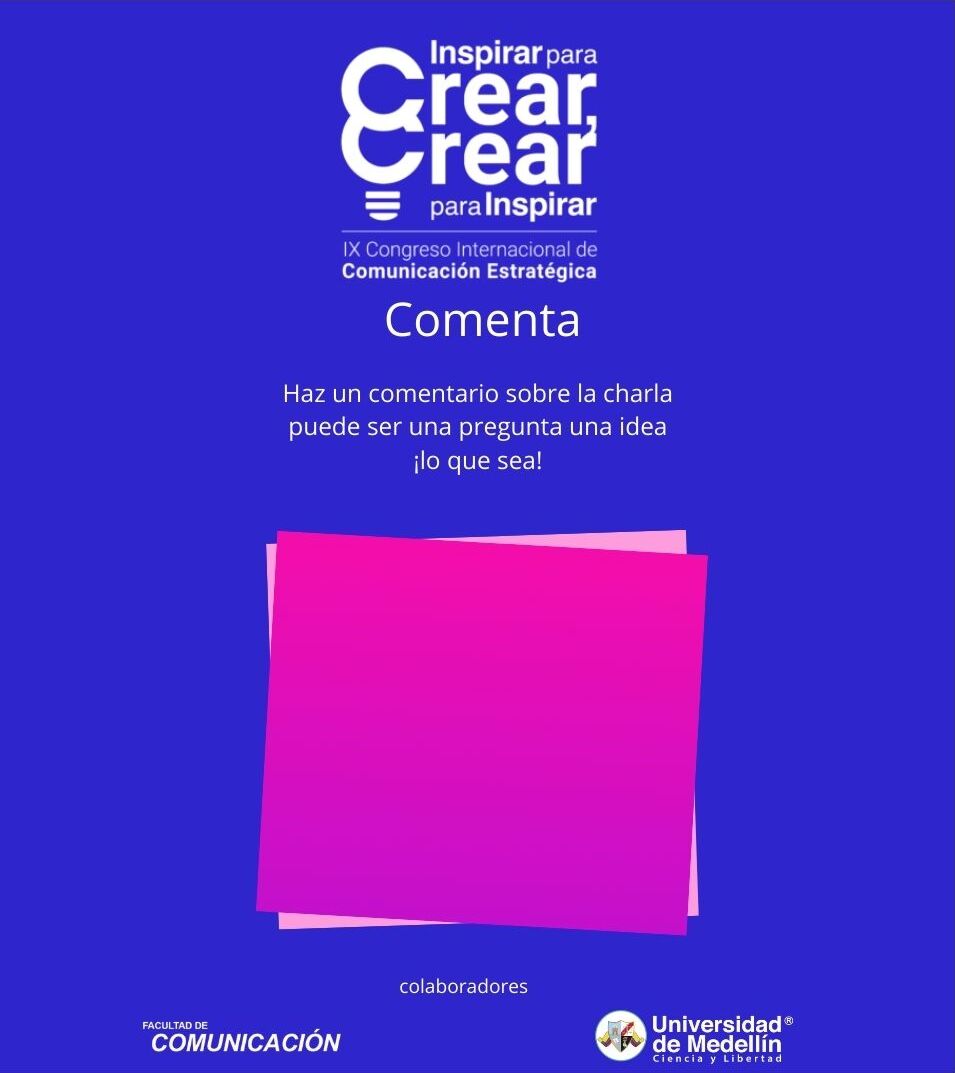 Inspirar para
Crear,
Crear
para Inspirar
IX Congreso Internacional de
Comunicación Estratégica
Comenta
Haz un comentario sobre la charla
puede ser una pregunta una idea
¡lo que sea!
colaboradores
FACULTAD DE
COMUNICACIÓN
Universidad®
de Medellín
Ciencia y Libertad